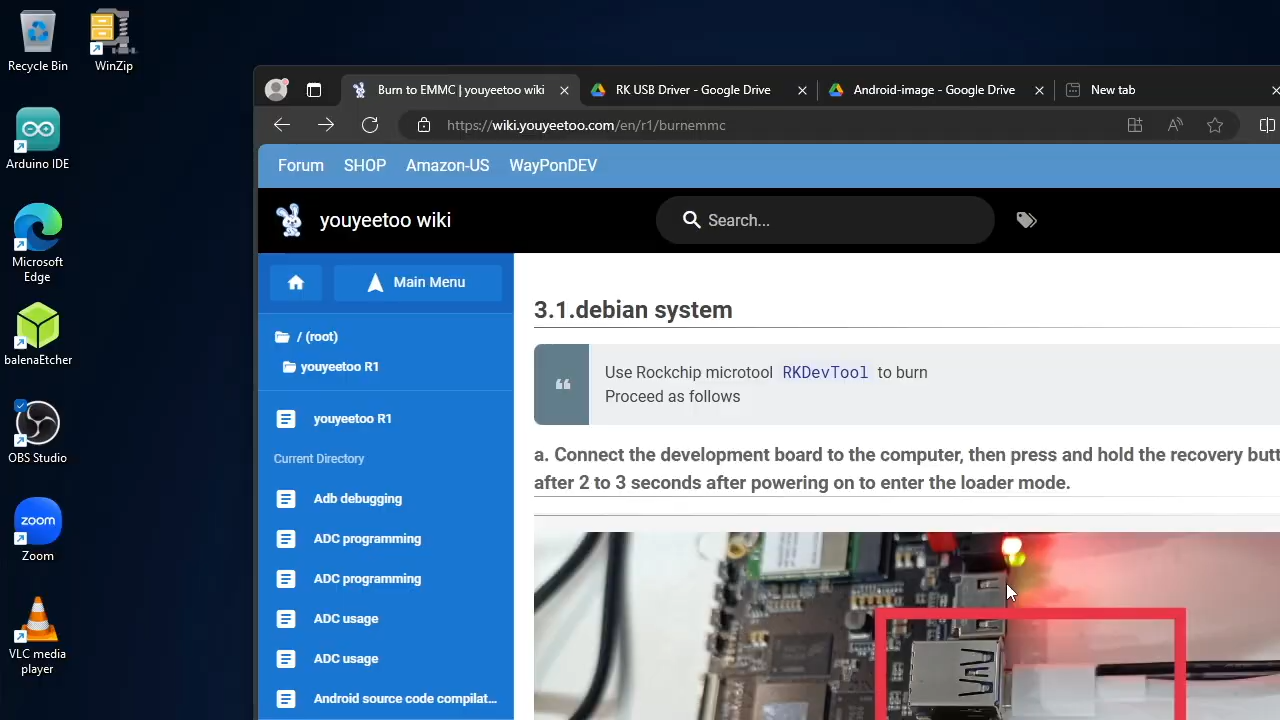 Recycle Bin
WinZip
Arduino IDE
Microsoft
Edge
balenaEtcher
OBS Studio
zoom
Zoom
VLC media
player
Burn to EMMC | youyeetoo wiki
RK USB Driver - Google Drive
Android-image - Google Drive
New tab
https://wiki.youyeetoo.com/en/r1/burnemmc
Forum SHOP Amazon-US WayPonDEV
youyeetoo wiki
Search...
Main Menu
/ (root)
youyeetoo R1
youyeetoo R1
Current Directory
Adb debugging
ADC programming
ADC programming
ADC usage
ADC usage
Android source code compilat...
3.1.debian system
Use Rockchip microtool RKDevTool to burn
Proceed as follows
a. Connect the development board to the computer, then press and hold the recovery butt
after 2 to 3 seconds after powering on to enter the loader mode.